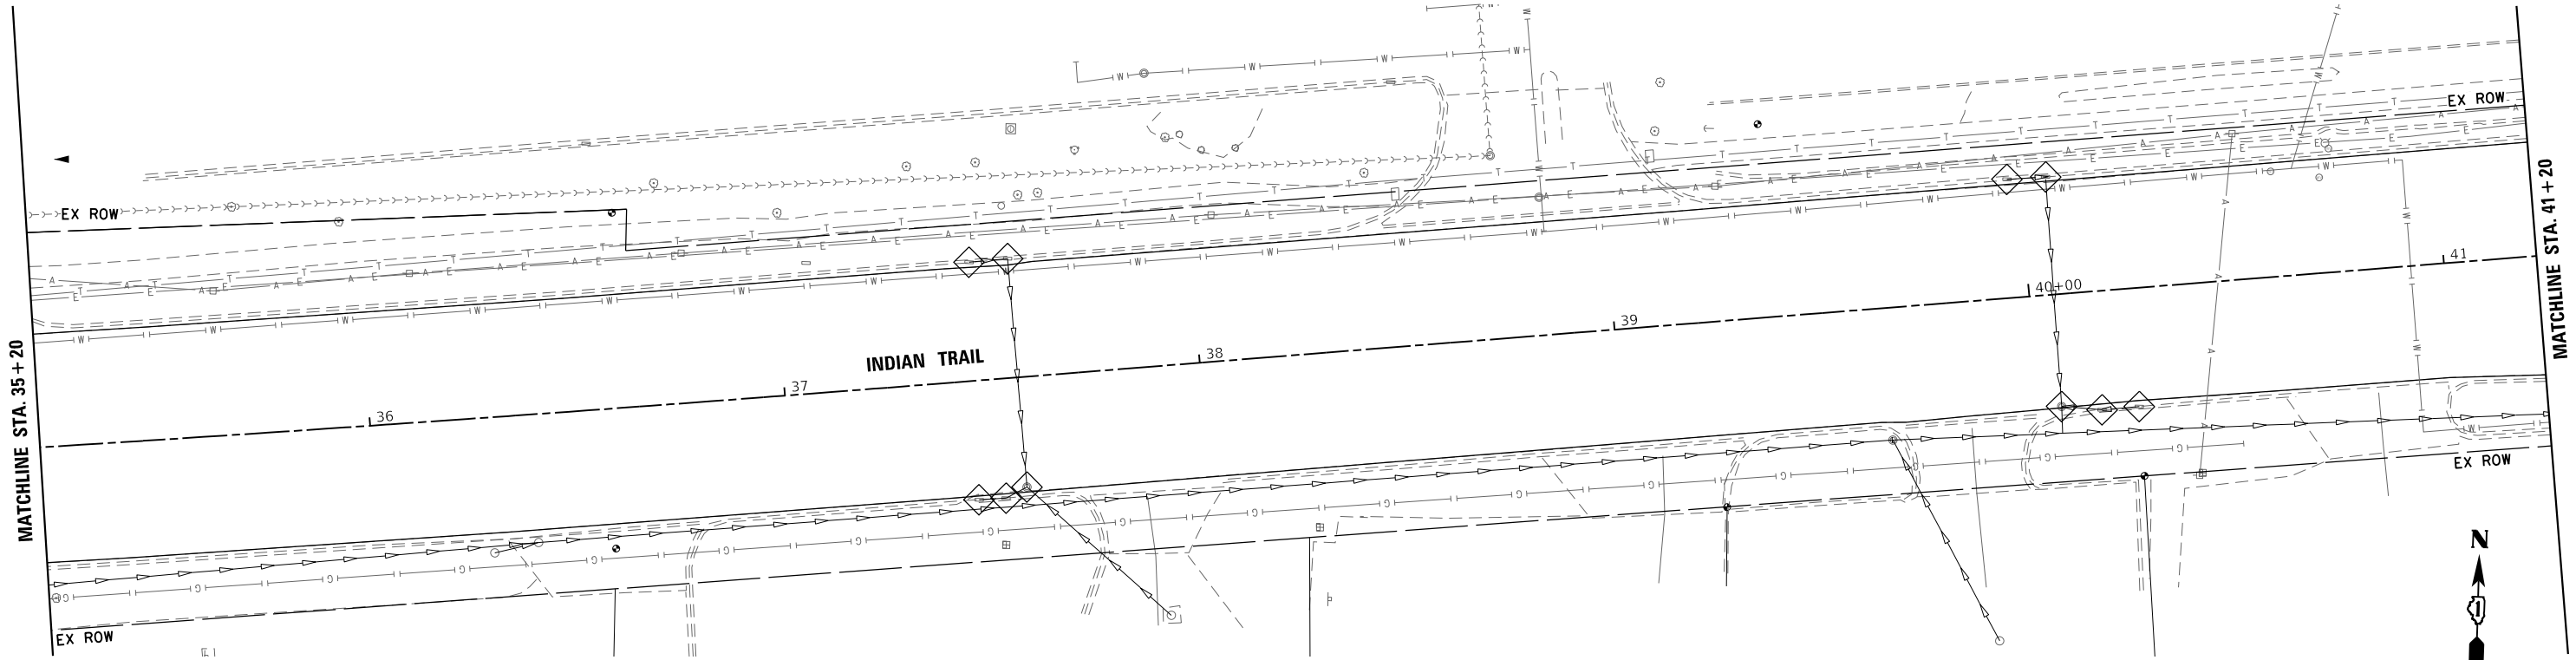 EX ROW
EX ROW
MATCHLINE STA. 35+20
MATCHLINE STA. 41+20
INDIAN TRAIL
36
37
38
39
40+00
41
EX ROW
EX ROW
N